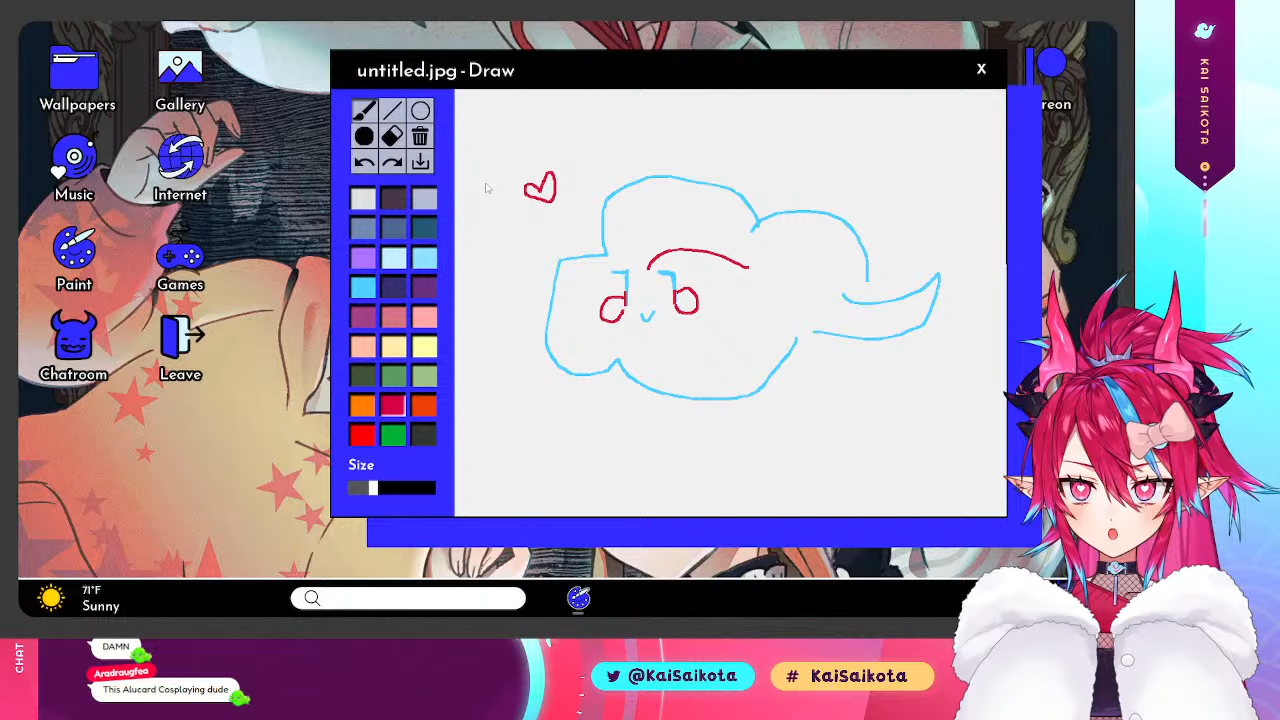 untitled.jpg - Draw
X
Wallpapers
Gallery
reon
Music
Internet
Paint
Games
Chatroom
Leave
Size
71°F
Sunny
KAI SAIKOTA
CHAT
DAMN
Aradraugfea
This Alucard Cosplaying dude
@KaiSaikota
# KaiSaikota